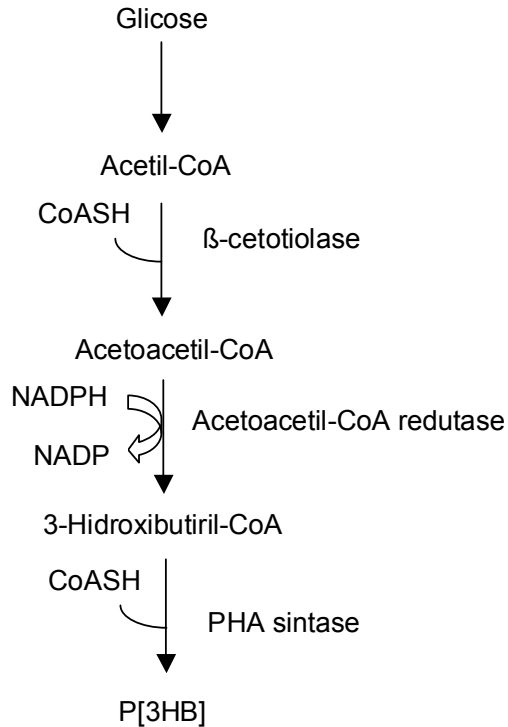 Glicose
Acetil-CoA
CoASH
ß-cetotiolase
Acetoacetil-CoA
NADPH
Acetoacetil-CoA redutase
NADP
3-Hidroxibutiril-CoA
CoASH
PHA sintase
P[3HB]